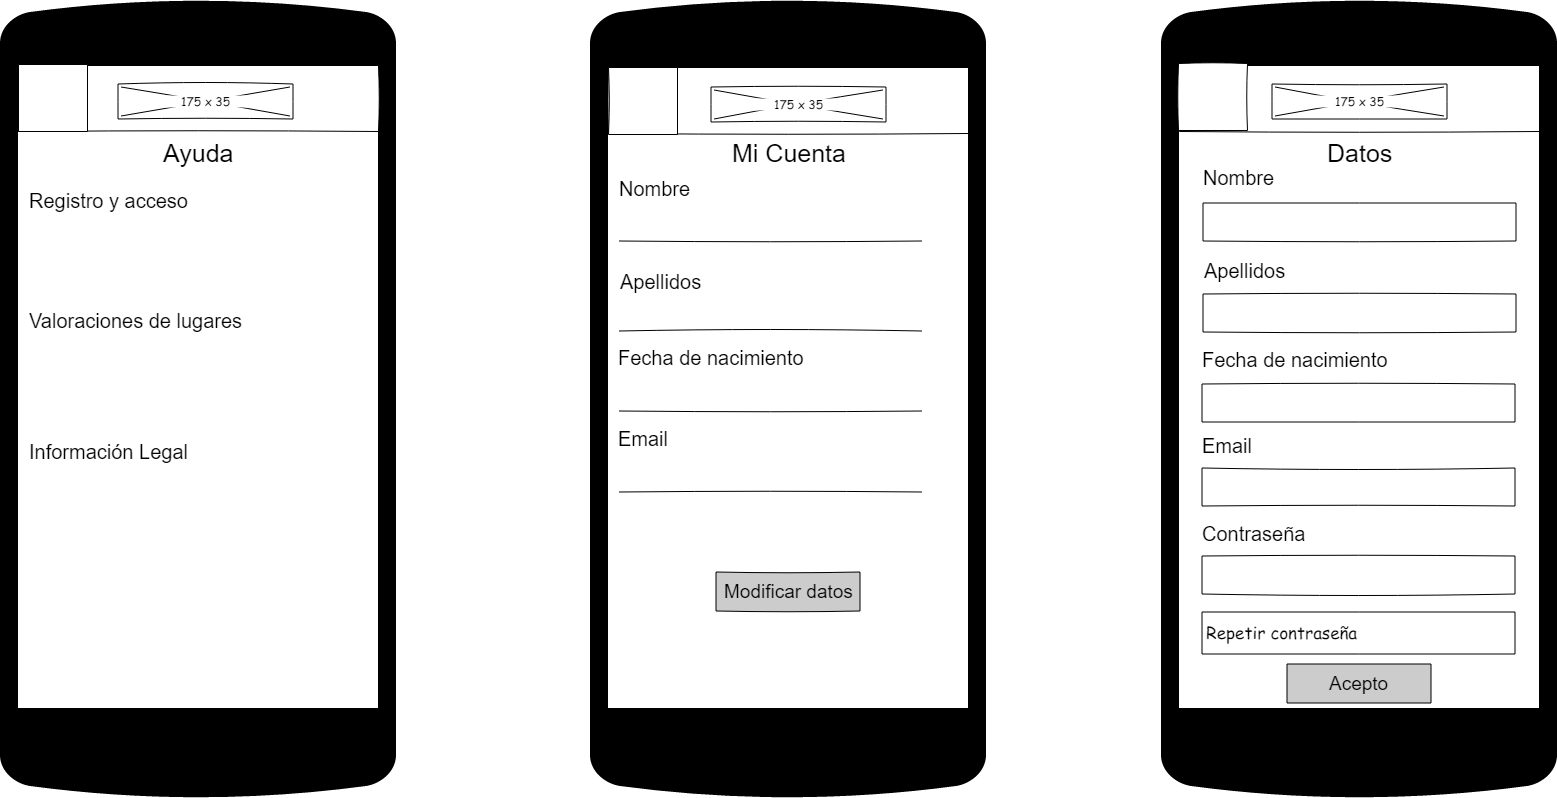 175 x 35
Ayuda
Registro y acceso
Valoraciones de lugares
Información Legal
175 x 35
Mi Cuenta
Nombre
Apellidos
Fecha de nacimiento
Email
Modificar datos
175 x 35
Datos
Nombre
Apellidos
Fecha de nacimiento
Email
Contraseña
Repetir contraseña
Acepto